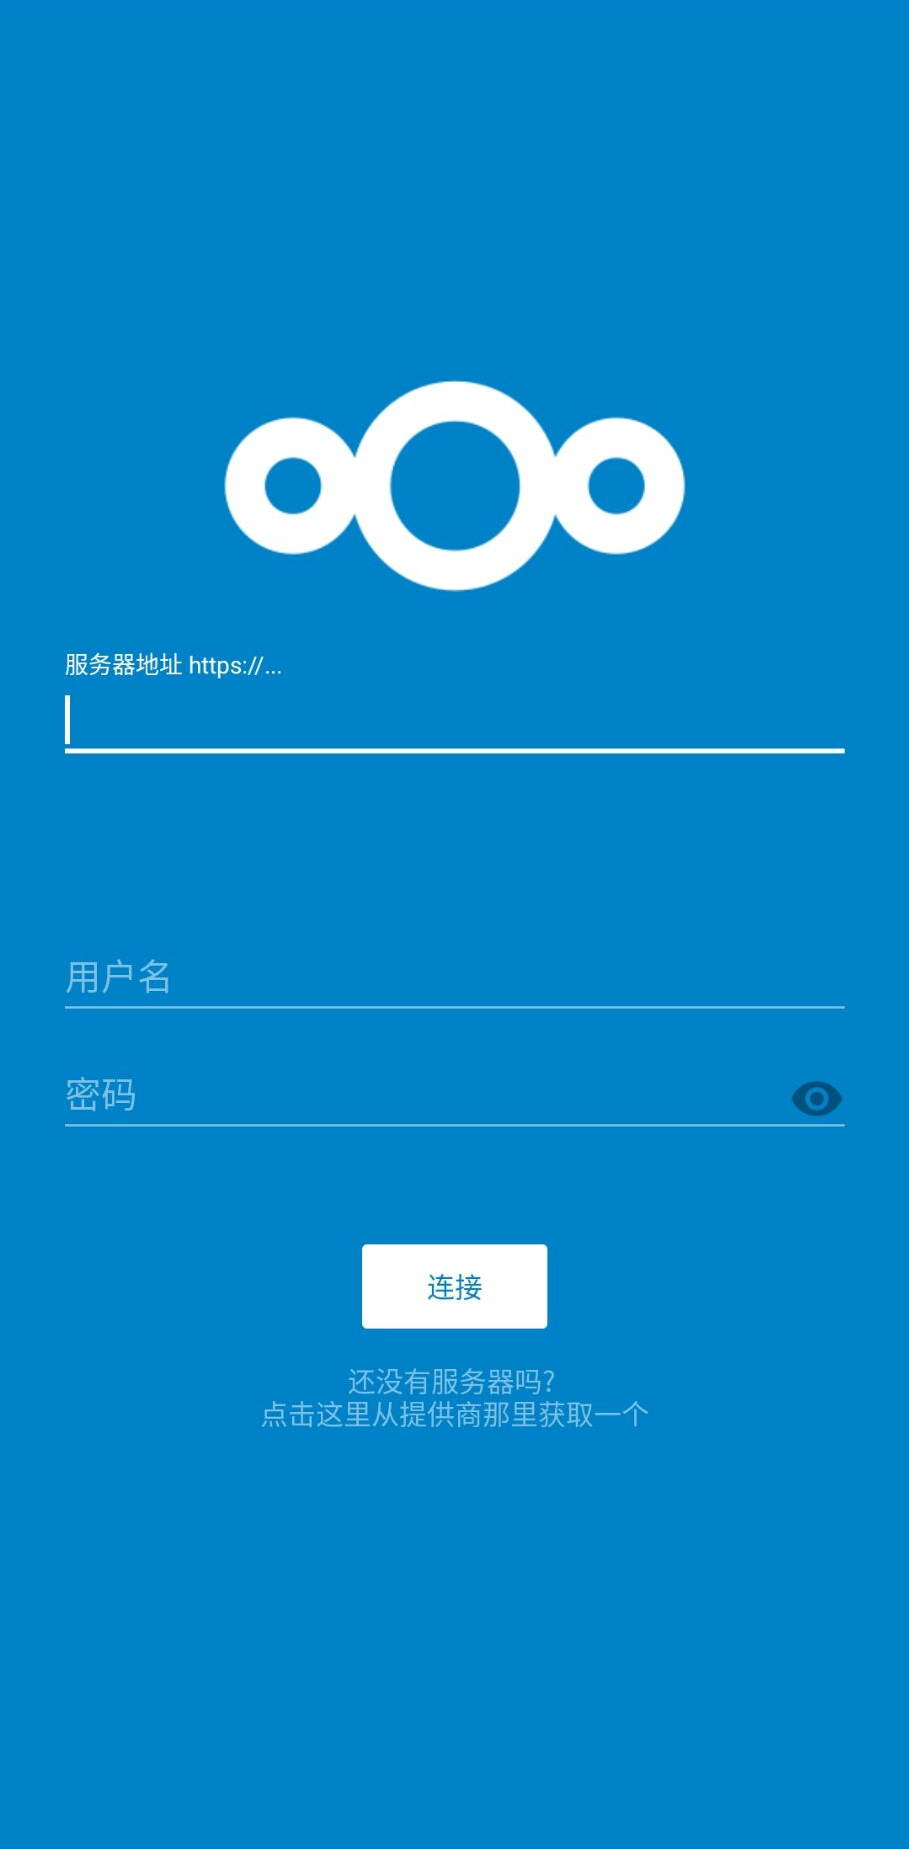 服务器地址 https://...
用户名
密码
连接
还没有服务器吗?
点击这里从提供商那里获取一个